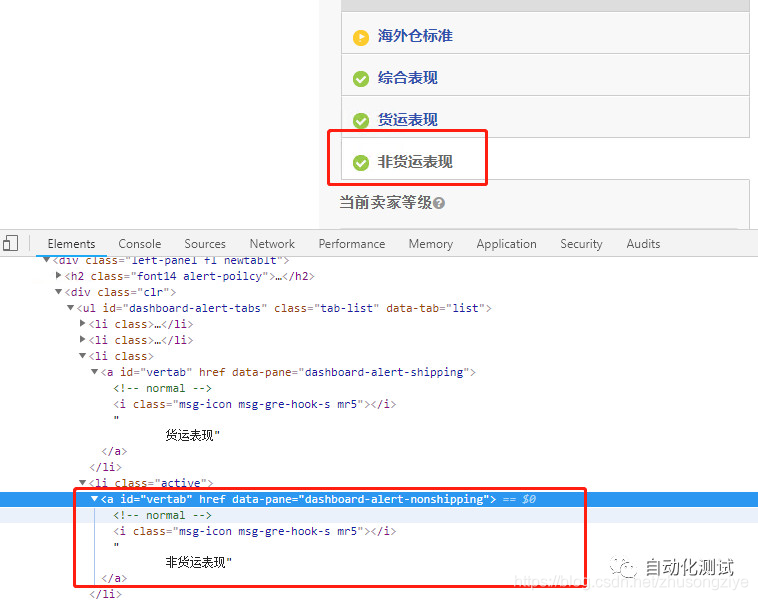 海外仓标准
综合表现
货运表现
非货运表现
当前卖家等级?
Elements Console Sources Network Performance Memory Application Security Audits
▼<div class="left-panel fl newtablt">
▶<h2 class="font14 alert-poilcy">…</h2>
▼<div class="clr">
▼<ul id="dashboard-alert-tabs" class="tab-list" data-tab="list">
▶<li class>…</li>
▶<li class>…</li>
▼<li class>
▼<a id="vertab" href data-pane="dashboard-alert-shipping">
<!-- normal -->
<i class="msg-icon msg-gre-hook-s mr5"></i>
"
货运表现"
</a>
</li>
▼<li class="active">
▼<a id="vertab" href data-pane="dashboard-alert-nonshipping"> == $0
<!-- normal -->
<i class="msg-icon msg-gre-hook-s mr5"></i>
"
非货运表现"
</a>
</li>
自动化测试
https://blog.csdn.net/zhusongziye